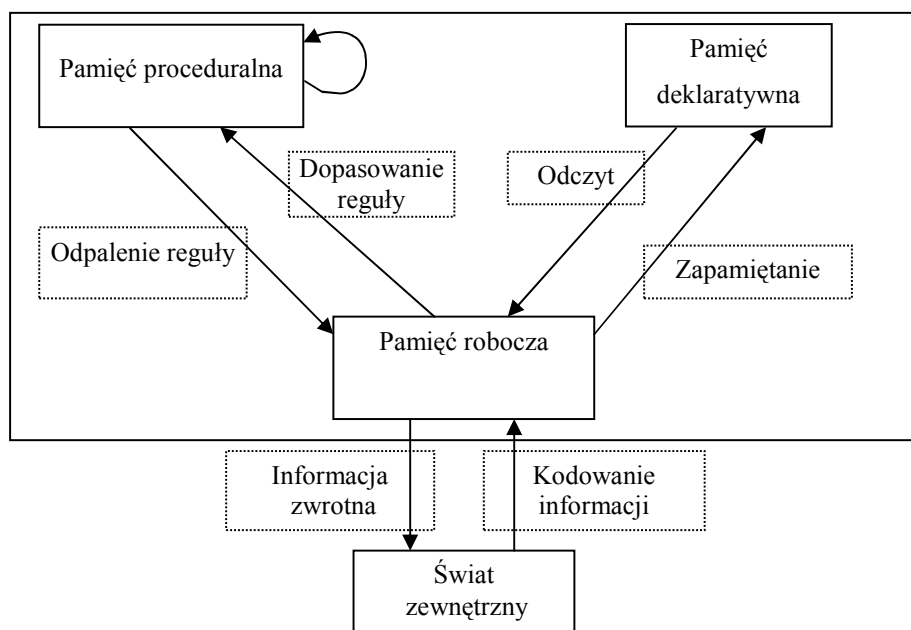 Pamięć proceduralna
Pamięć
deklaratywna
Dopasowanie
reguły
Odczyt
Odpalenie reguły
Zapamiętanie
Pamięć robocza
Informacja
zwrotna
Kodowanie
informacji
Świat
zewnętrzny